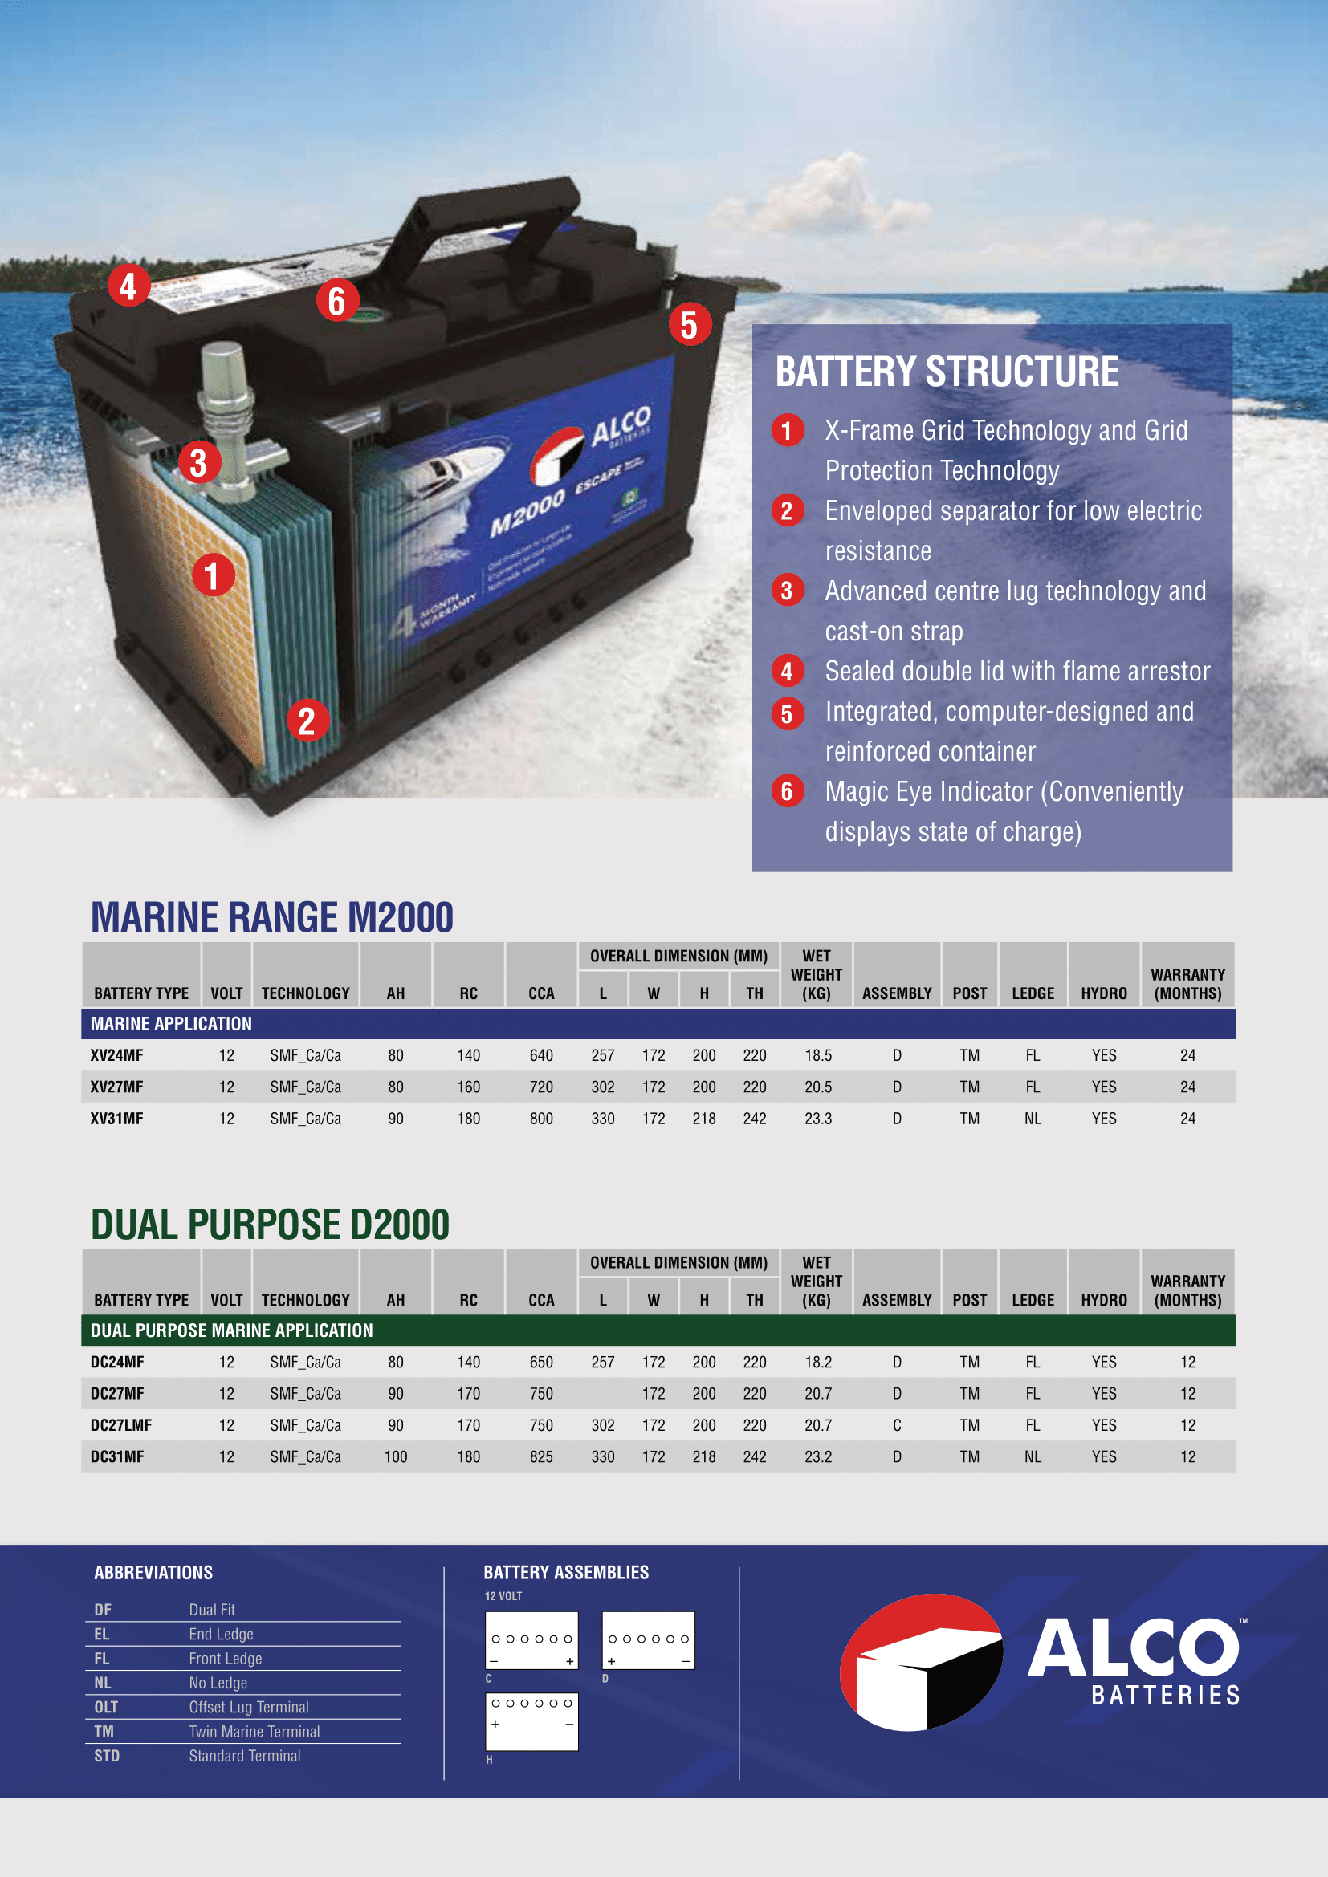 4
6
5
3
1
2
ALCO
BATTERIES
M2000 ESCAPE
4 MONTH
WARRANTY
BATTERY STRUCTURE
1 X-Frame Grid Technology and Grid
Protection Technology
2 Enveloped separator for low electric
resistance
3 Advanced centre lug technology and
cast-on strap
4 Sealed double lid with flame arrestor
5 Integrated, computer-designed and
reinforced container
6 Magic Eye Indicator (Conveniently
displays state of charge)
MARINE RANGE M2000
OVERALL DIMENSION (MM) WET
WEIGHT WARRANTY
BATTERY TYPE VOLT TECHNOLOGY AH RC CCA L W H TH (KG) ASSEMBLY POST LEDGE HYDRO (MONTHS)
MARINE APPLICATION
XV24MF 12 SMF_Ca/Ca 80 140 640 257 172 200 220 18.5 D TM FL YES 24
XV27MF 12 SMF_Ca/Ca 80 160 720 302 172 200 220 20.5 D TM FL YES 24
XV31MF 12 SMF_Ca/Ca 90 180 800 330 172 218 242 23.3 D TM NL YES 24
DUAL PURPOSE D2000
OVERALL DIMENSION (MM) WET
WEIGHT WARRANTY
BATTERY TYPE VOLT TECHNOLOGY AH RC CCA L W H TH (KG) ASSEMBLY POST LEDGE HYDRO (MONTHS)
DUAL PURPOSE MARINE APPLICATION
DC24MF 12 SMF_Ca/Ca 80 140 650 257 172 200 220 18.2 D TM FL YES 12
DC27MF 12 SMF_Ca/Ca 90 170 750 172 200 220 20.7 D TM FL YES 12
DC27LMF 12 SMF_Ca/Ca 90 170 750 302 172 200 220 20.7 C TM FL YES 12
DC31MF 12 SMF_Ca/Ca 100 180 825 330 172 218 242 23.2 D TM NL YES 12
ABBREVIATIONS
DF Dual Fit
EL End Ledge
FL Front Ledge
NL No Ledge
OLT Offset Lug Terminal
TM Twin Marine Terminal
STD Standard Terminal
BATTERY ASSEMBLIES
12 VOLT
− + + −
C D
+ −
H
ALCO™
BATTERIES